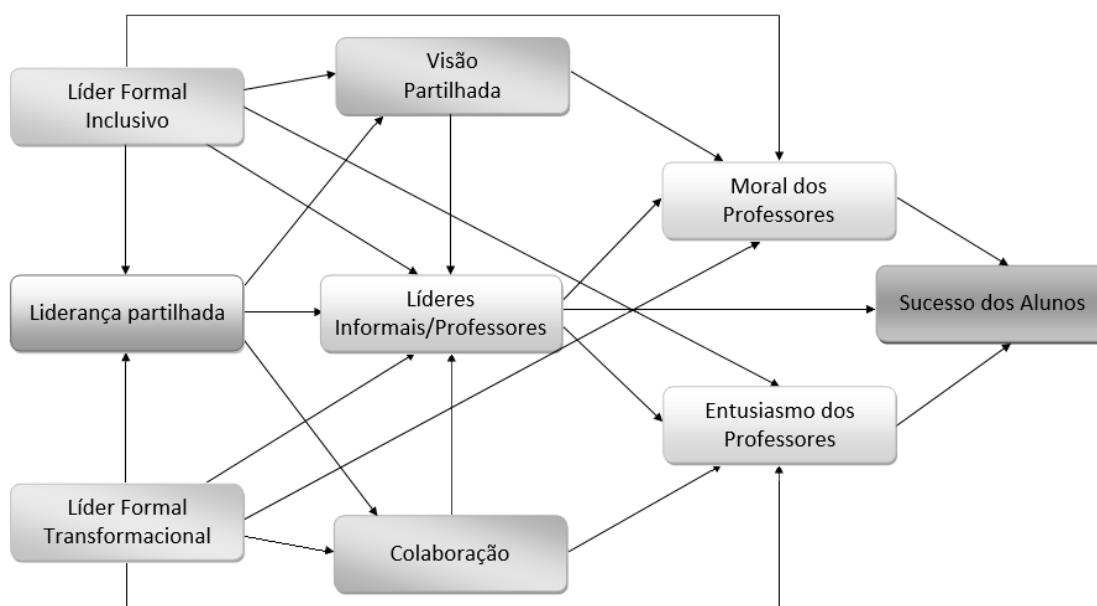 Líder Formal
Inclusivo
Visão
Partilhada
Moral dos
Professores
Liderança partilhada
Líderes
Informais/Professores
Sucesso dos Alunos
Entusiasmo dos
Professores
Líder Formal
Transformacional
Colaboração